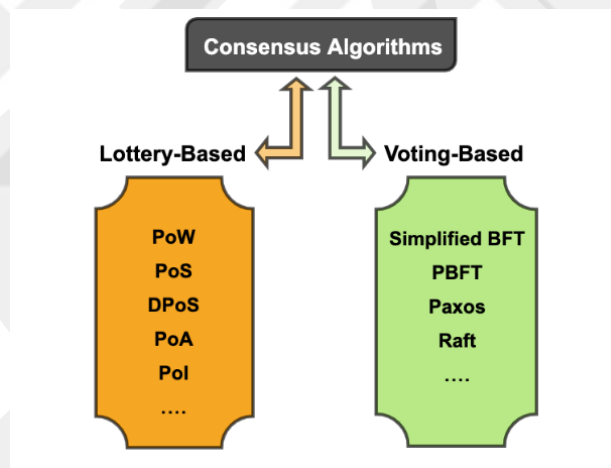 Consensus Algorithms
Lottery-Based
PoW
PoS
DPoS
PoA
PoI
....
Voting-Based
Simplified BFT
PBFT
Paxos
Raft
....